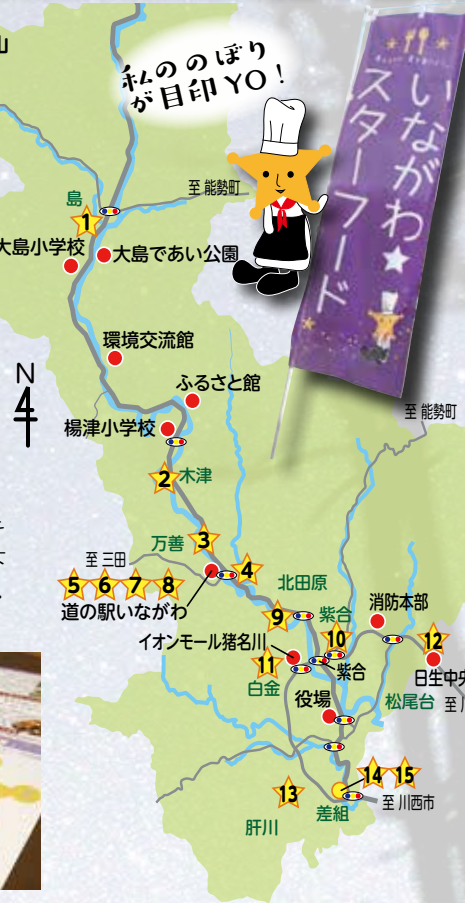 山
私ののぼり
が目印YO！
いながわ★
スターフード
至 能勢町
島
1
大島小学校
大島であい公園
環境交流館
N
ふるさと館
至 能勢町
楊津小学校
2
木津
万善
3
至 三田
4
5 6 7 8
道の駅いながわ
北田原
9
紫合
10
消防本部
イオンモール猪名川
12
11
紫合
日生中央
白金
役場
松尾台
至 川
14 15
13
至 川西市
差組
肝川